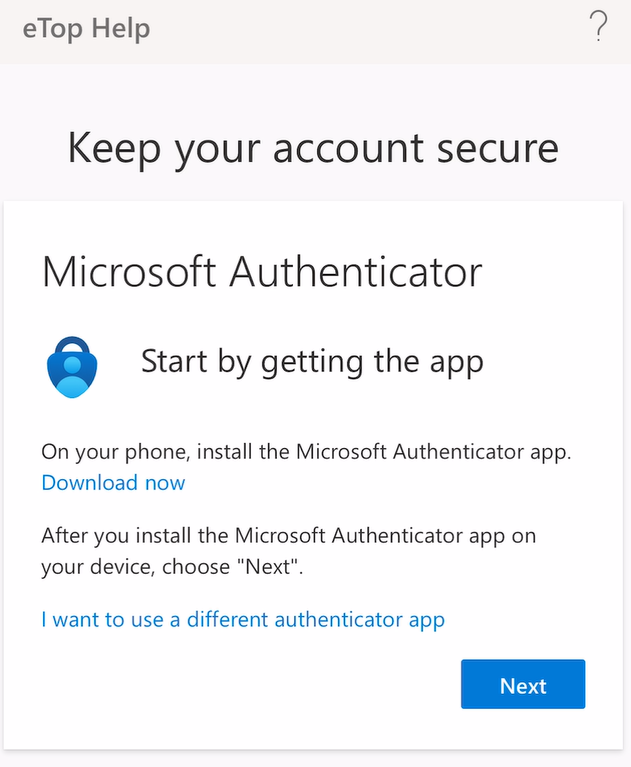 eTop Help
?
Keep your account secure
Microsoft Authenticator
Start by getting the app
On your phone, install the Microsoft Authenticator app.
Download now
After you install the Microsoft Authenticator app on
your device, choose "Next".
I want to use a different authenticator app
Next